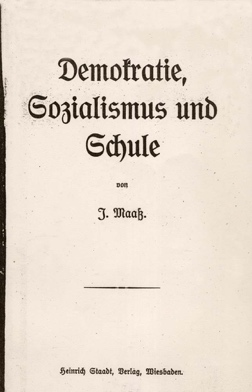 Demokratie,
Sozialismus und
Schule
von
J. Maaß.
Heinrich Staadt, Verlag, Wiesbaden.